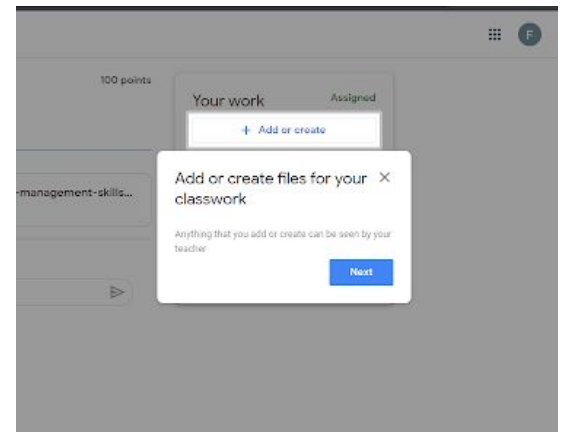 F
100 points
Your work
Assigned
+ Add or create
Add or create files for your
classwork
-management-skills...
Anything that you add or create can be seen by your
teacher
Next